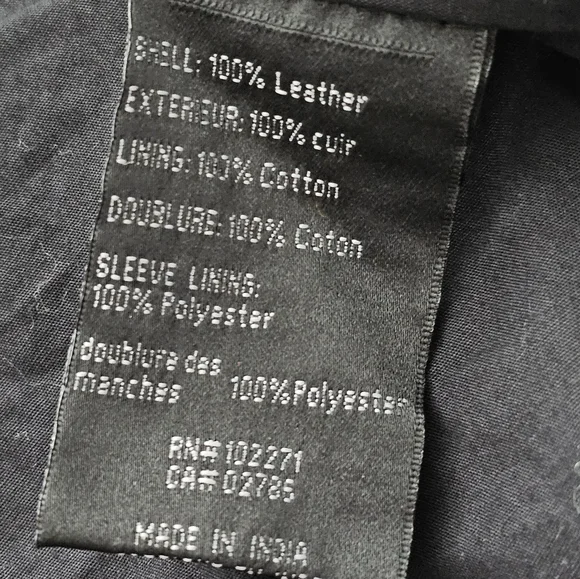 SHELL: 100% Leather
EXTERIEUR: 100% cuir
LINING: 100% Cotton
DOUBLURE: 100% Coton
SLEEVE LINING:
100% Polyester
doublure des
manches 100%Polyester
RN# 102271
CA# 02786
MADE IN INDIA